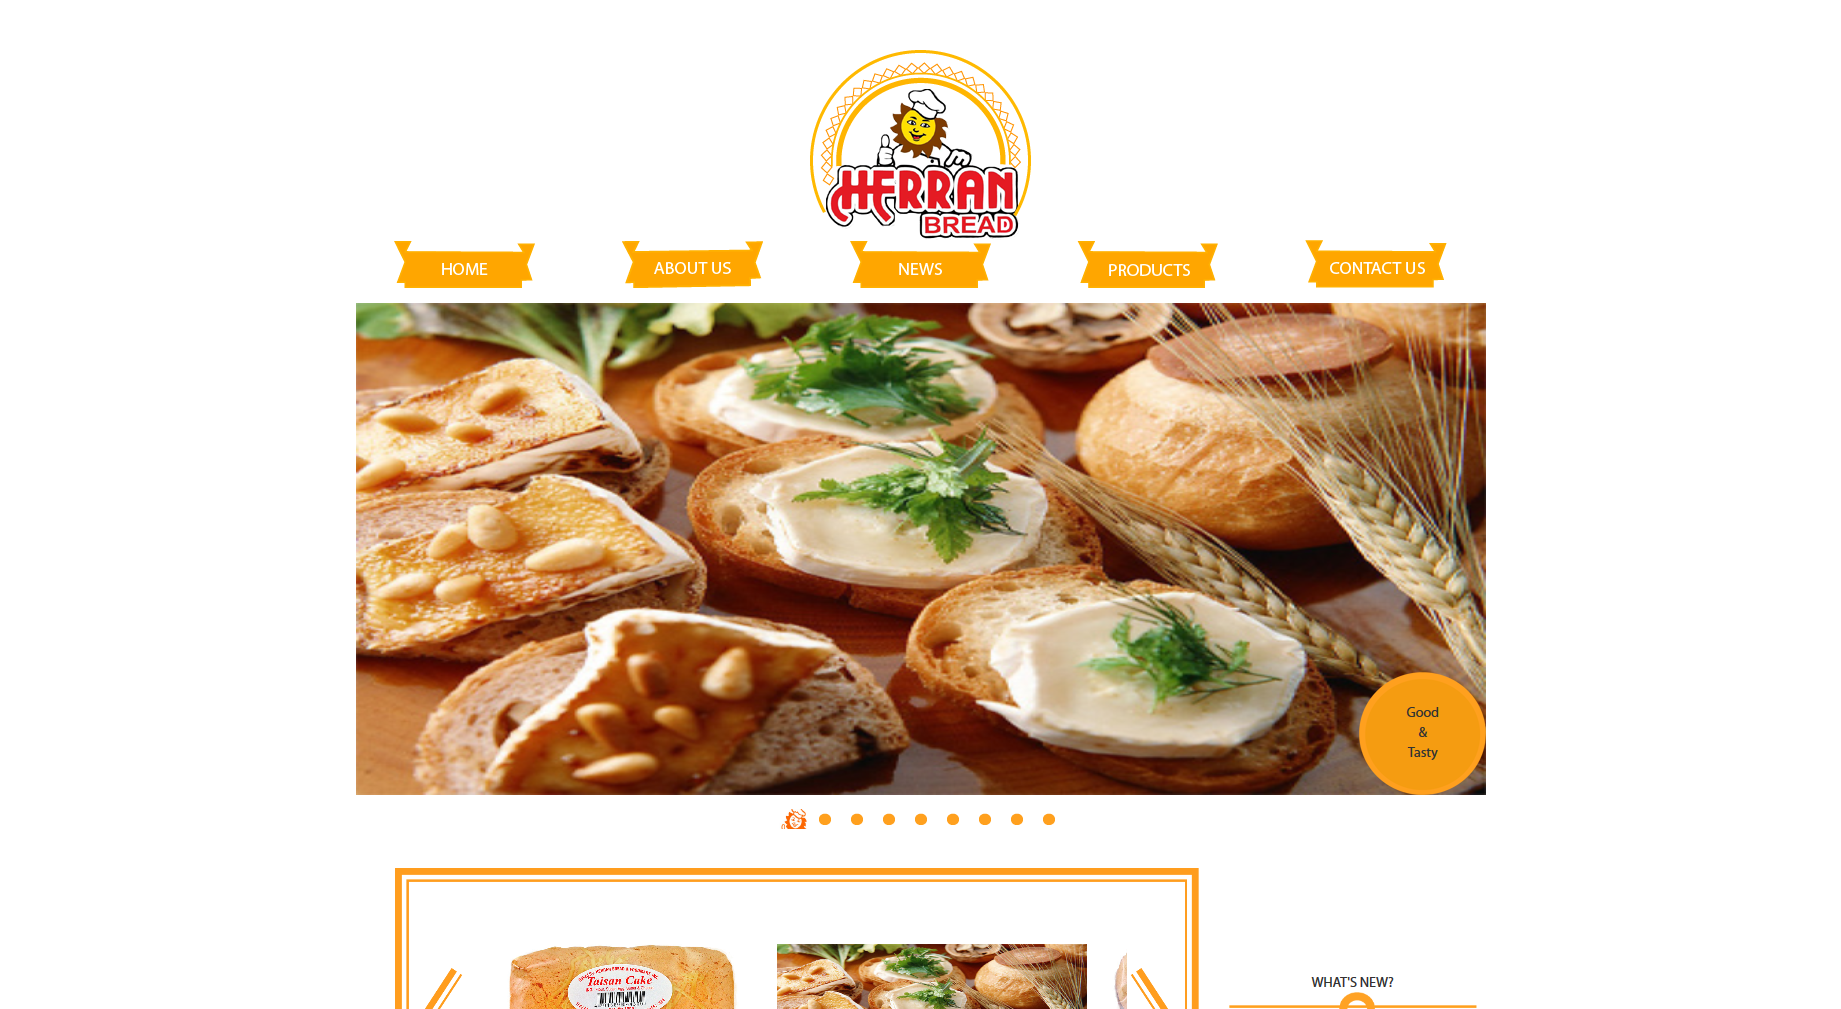 HERRAN
BREAD
HOME
ABOUT US
NEWS
PRODUCTS
CONTACT US
Good
&
Tasty
Taisan Cake
WHAT'S NEW?